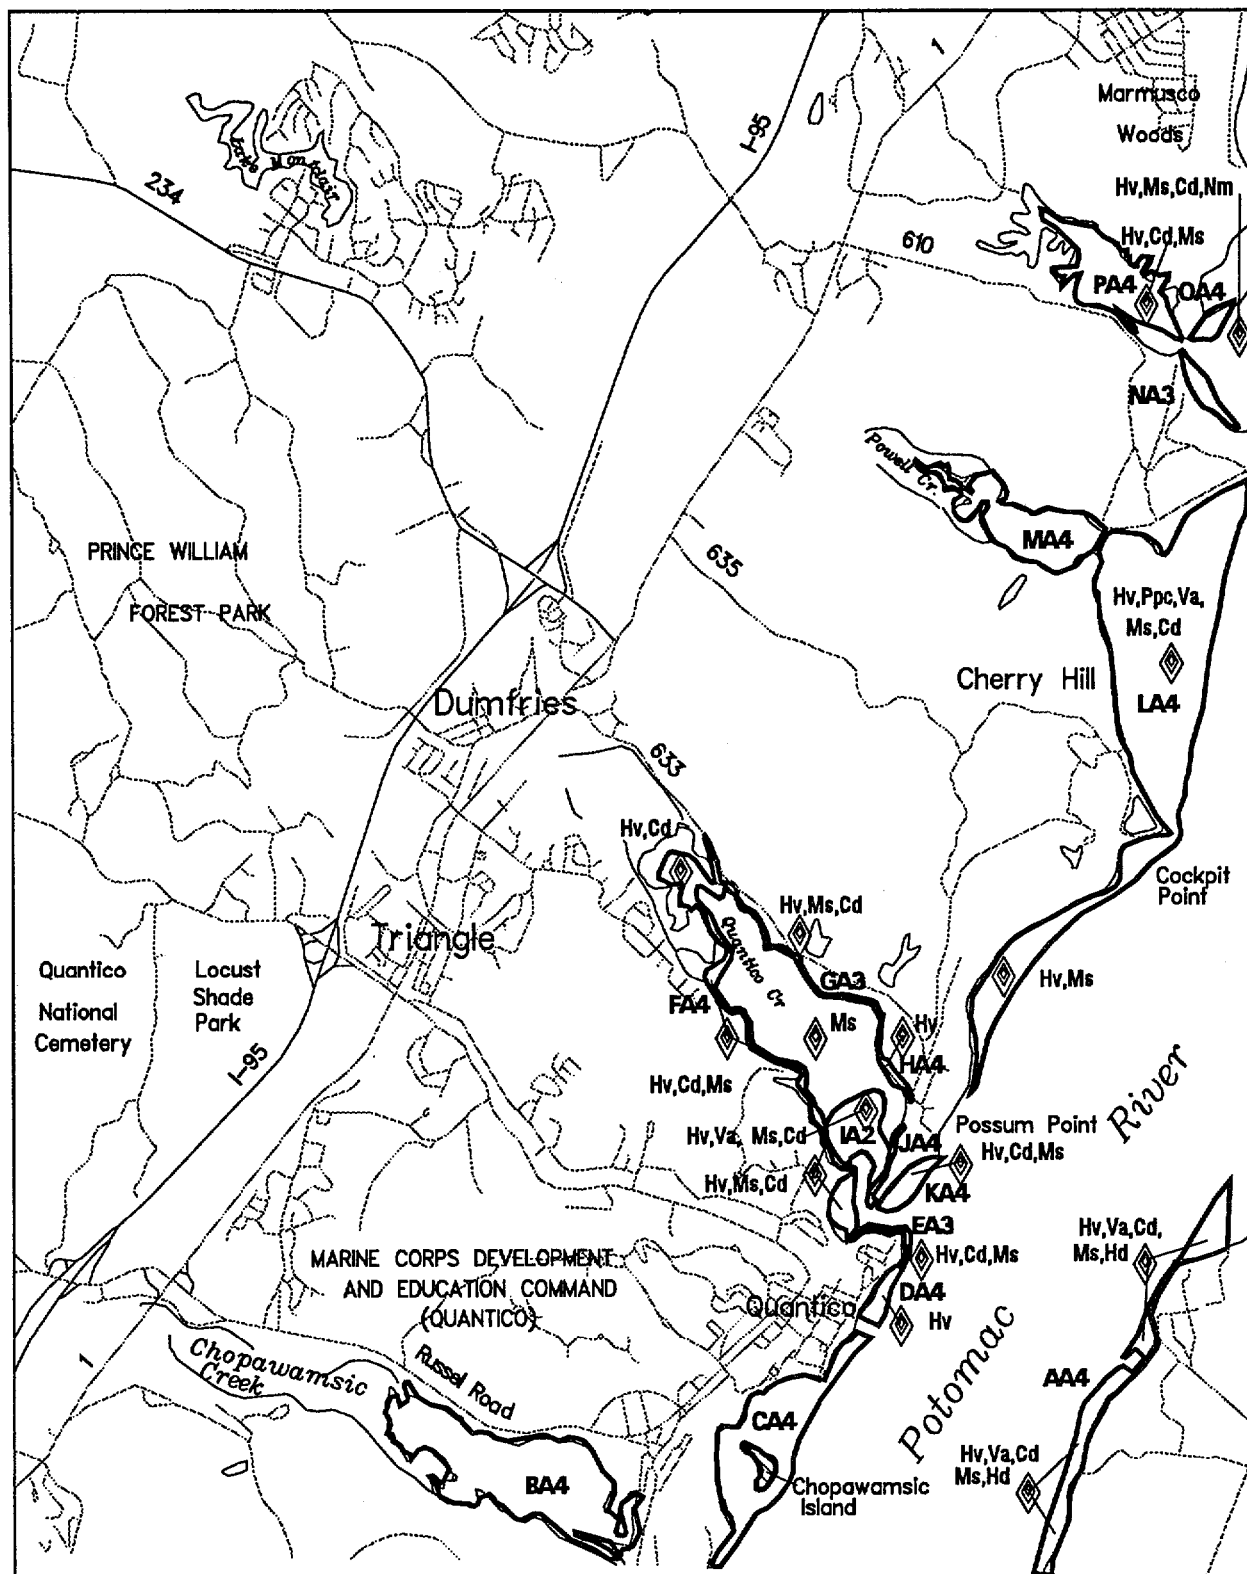 1
I-95
Marmusco
Woods
Lake Montclair
234
Hv,Ms,Cd,Nm
610
Hv,Cd,Ms
PA4
OA4
NA3
Powell Cr.
MA4
635
PRINCE WILLIAM
FOREST PARK
Hv,Ppc,Va,
Ms,Cd
Cherry Hill
LA4
Dumfries
633
Hv,Cd
Cockpit
Point
Hv,Ms,Cd
Quantico Cr.
Triangle
Quantico
National
Cemetery
Locust
Shade
Park
Hv,Ms
GA3
FA4
Ms
Hv
HA4
I-95
Hv,Cd,Ms
River
Possum Point
Hv,Va, Ms,Cd
IA2
JA4
Hv,Cd,Ms
Hv,Ms,Cd
KA4
EA3
Hv,Va,Cd,
Ms,Hd
MARINE CORPS DEVELOPMENT
AND EDUCATION COMMAND
(QUANTICO)
Hv,Cd,Ms
DA4
Quantico
Hv
Chopawamsic
Creek
Russel Road
1
Potomac
AA4
CA4
Hv,Va,Cd
Ms,Hd
BA4
Chopawamsic
Island